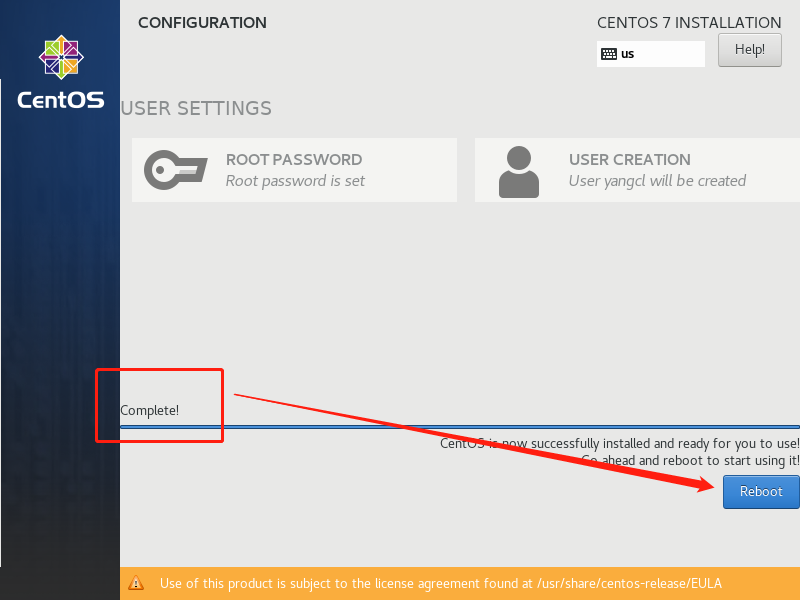 CONFIGURATION
CENTOS 7 INSTALLATION
us
Help!
CentOS
USER SETTINGS
ROOT PASSWORD
Root password is set
USER CREATION
User yangcl will be created
Complete!
CentOS is now successfully installed and ready for you to use!
Go ahead and reboot to start using it!
Reboot
Use of this product is subject to the license agreement found at /usr/share/centos-release/EULA